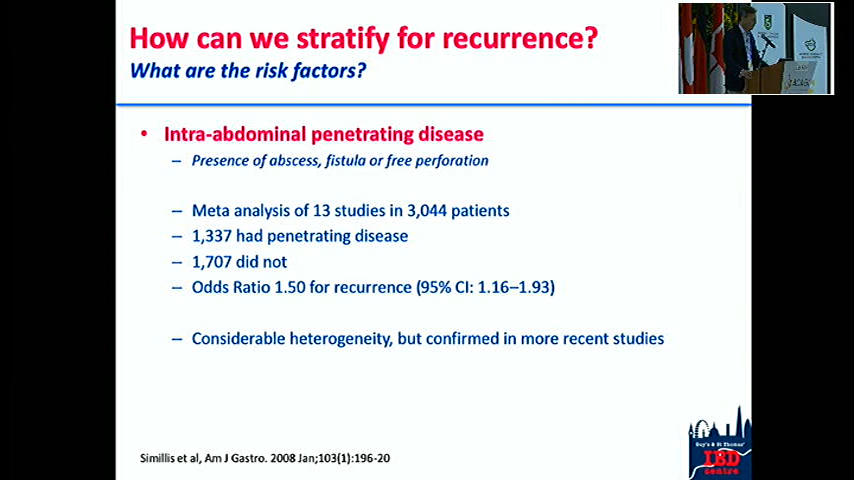 How can we stratify for recurrence?
What are the risk factors?
• Intra-abdominal penetrating disease
– Presence of abscess, fistula or free perforation
– Meta analysis of 13 studies in 3,044 patients
– 1,337 had penetrating disease
– 1,707 did not
– Odds Ratio 1.50 for recurrence (95% CI: 1.16–1.93)
– Considerable heterogeneity, but confirmed in more recent studies
Simillis et al, Am J Gastro. 2008 Jan;103(1):196-20
Guy's & St Thomas'
IBD
centre